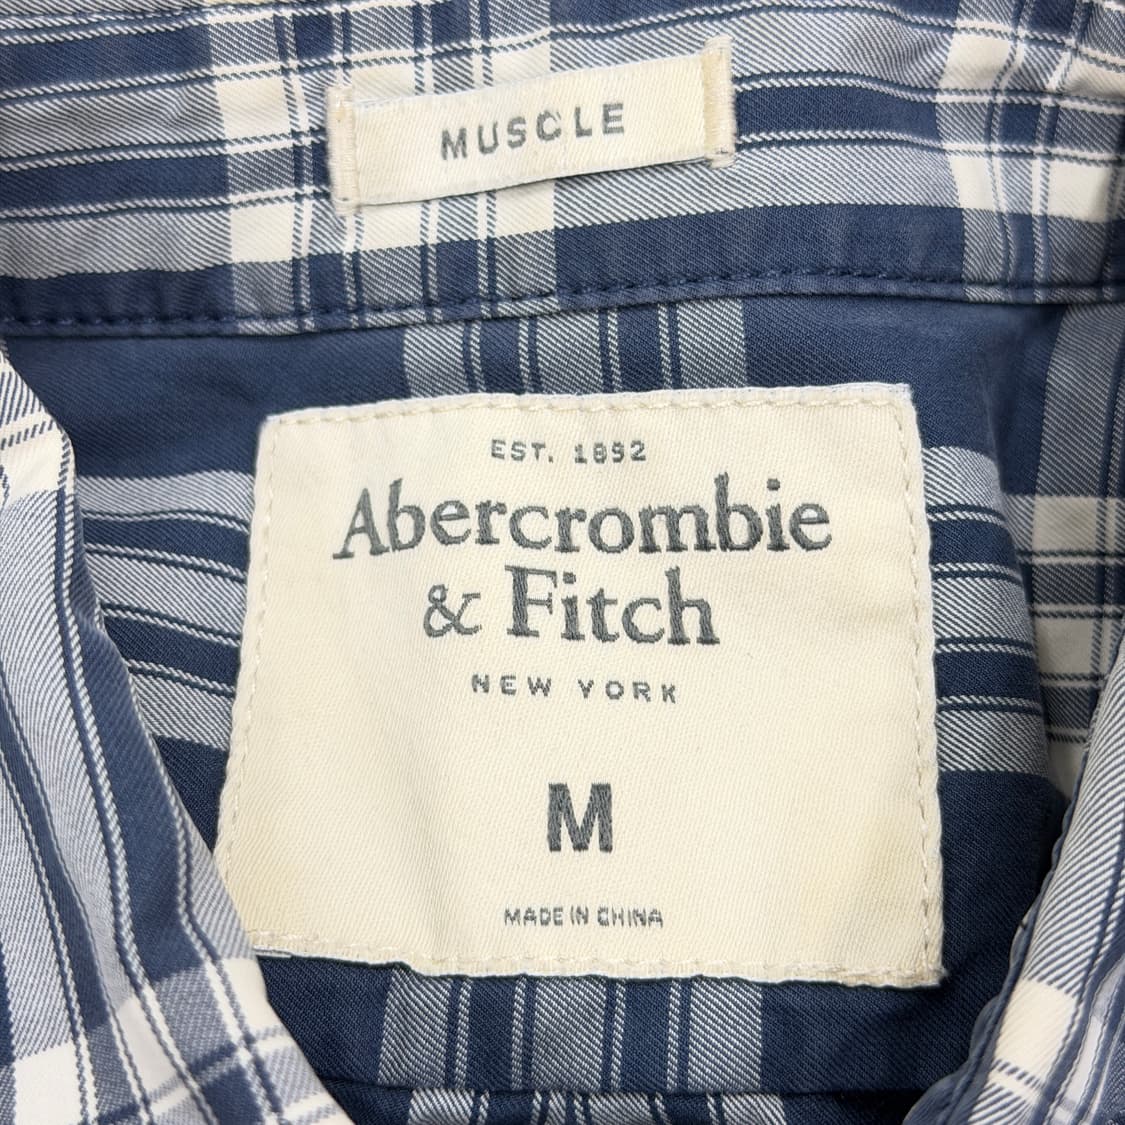 MUSCLE
EST. 1892
Abercrombie
& Fitch
NEW YORK
M
MADE IN CHINA